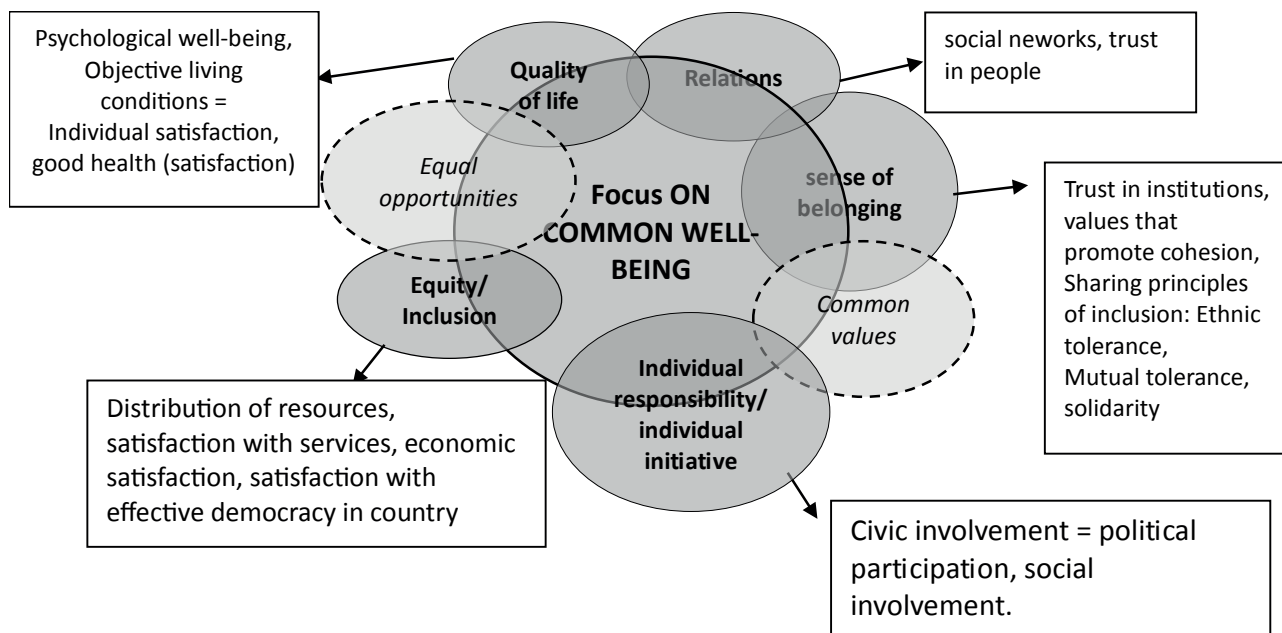 Psychological well-being,
Objective living
conditions =
Individual satisfaction,
good health (satisfaction)
Quality
of life
Relations
social neworks, trust
in people
Equal
opportunities
Focus ON
COMMON WELL-
BEING
sense of
belonging
Trust in institutions,
values that
promote cohesion,
Sharing principles
of inclusion: Ethnic
tolerance,
Mutual tolerance,
solidarity
Equity/
Inclusion
Common
values
Individual
responsibility/
individual
initiative
Distribution of resources,
satisfaction with services, economic
satisfaction, satisfaction with
effective democracy in country
Civic involvement = political
participation, social
involvement.